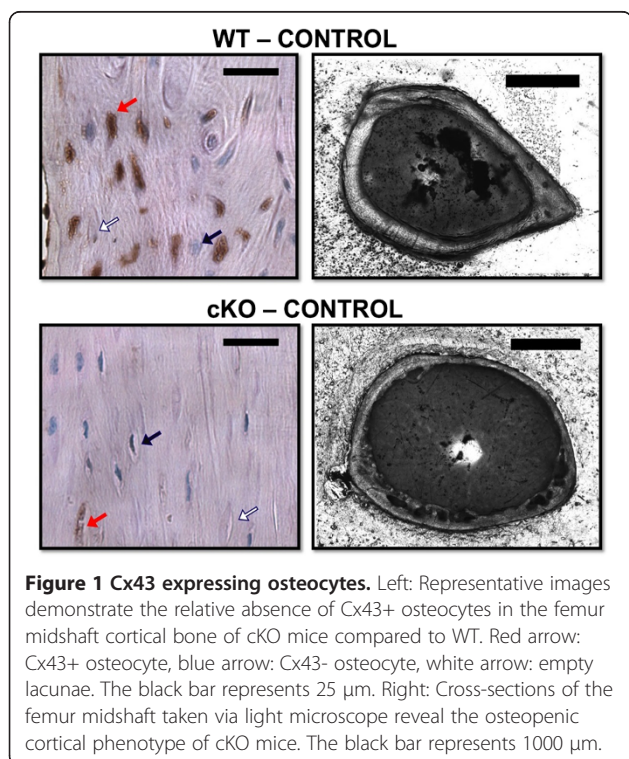 WT – CONTROL
cKO – CONTROL
Figure 1 Cx43 expressing osteocytes. Left: Representative images
demonstrate the relative absence of Cx43+ osteocytes in the femur
midshaft cortical bone of cKO mice compared to WT. Red arrow:
Cx43+ osteocyte, blue arrow: Cx43- osteocyte, white arrow: empty
lacunae. The black bar represents 25 μm. Right: Cross-sections of the
femur midshaft taken via light microscope reveal the osteopenic
cortical phenotype of cKO mice. The black bar represents 1000 μm.